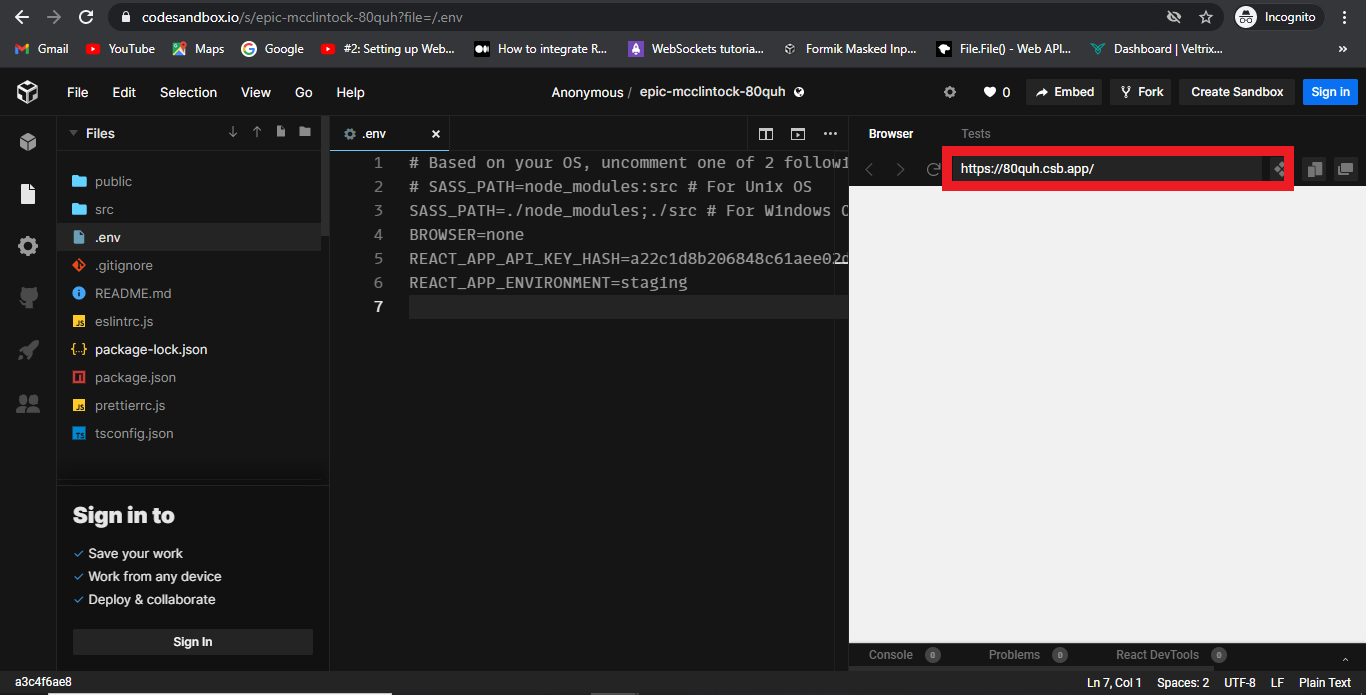 codesandbox.io/s/epic-mcclintock-80quh?file=/.env
Incognito
Gmail YouTube Maps Google #2: Setting up Web... How to integrate R... WebSockets tutoria... Formik Masked Inp... File.File() - Web API... Dashboard | Veltrix... »
File Edit Selection View Go Help
Anonymous / epic-mcclintock-80quh
0 Embed Fork Create Sandbox Sign in
Files
public
src
.env
.gitignore
README.md
eslintrc.js
package-lock.json
package.json
prettierrc.js
tsconfig.json
Sign in to
Save your work
Work from any device
Deploy & collaborate
Sign In
.env
1 # Based on your OS, uncomment one of 2 followi
2 # SASS_PATH=node_modules:src # For Unix OS
3 SASS_PATH=./node_modules;./src # For Windows O
4 BROWSER=none
5 REACT_APP_API_KEY_HASH=a22c1d8b206848c61aee02
6 REACT_APP_ENVIRONMENT=staging
7
Browser Tests
https://80quh.csb.app/
Console 0 Problems 0 React DevTools 0
a3c4f6ae8
Ln 7, Col 1 Spaces: 2 UTF-8 LF Plain Text